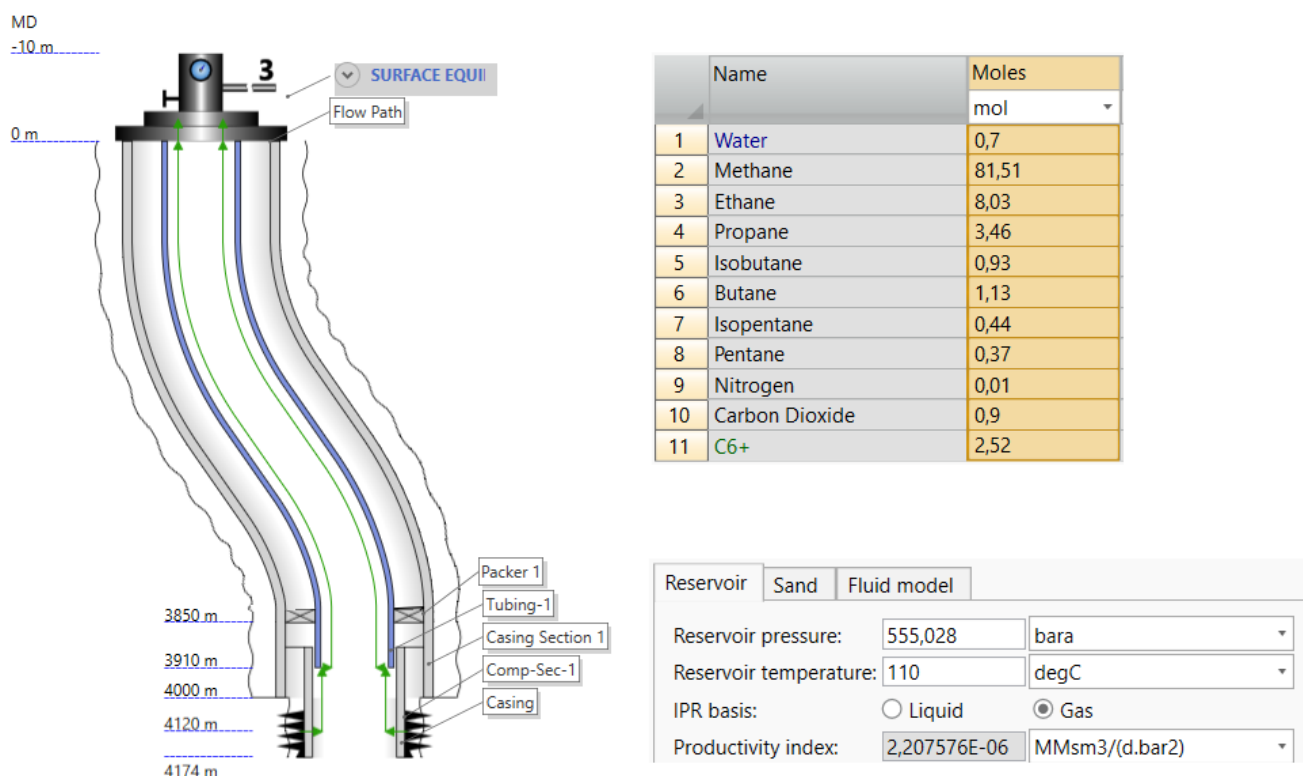 MD
-10 m
3
SURFACE EQUI
Flow Path
0 m
Packer 1
Tubing-1
3850 m
Casing Section 1
3910 m
Comp-Sec-1
4000 m
Casing
4120 m
4174 m
Name Moles
mol
1 Water 0,7
2 Methane 81,51
3 Ethane 8,03
4 Propane 3,46
5 Isobutane 0,93
6 Butane 1,13
7 Isopentane 0,44
8 Pentane 0,37
9 Nitrogen 0,01
10 Carbon Dioxide 0,9
11 C6+ 2,52
Reservoir Sand Fluid model
Reservoir pressure: 555,028 bara
Reservoir temperature: 110 degC
IPR basis: Liquid Gas
Productivity index: 2,207576E-06 MMsm3/(d.bar2)